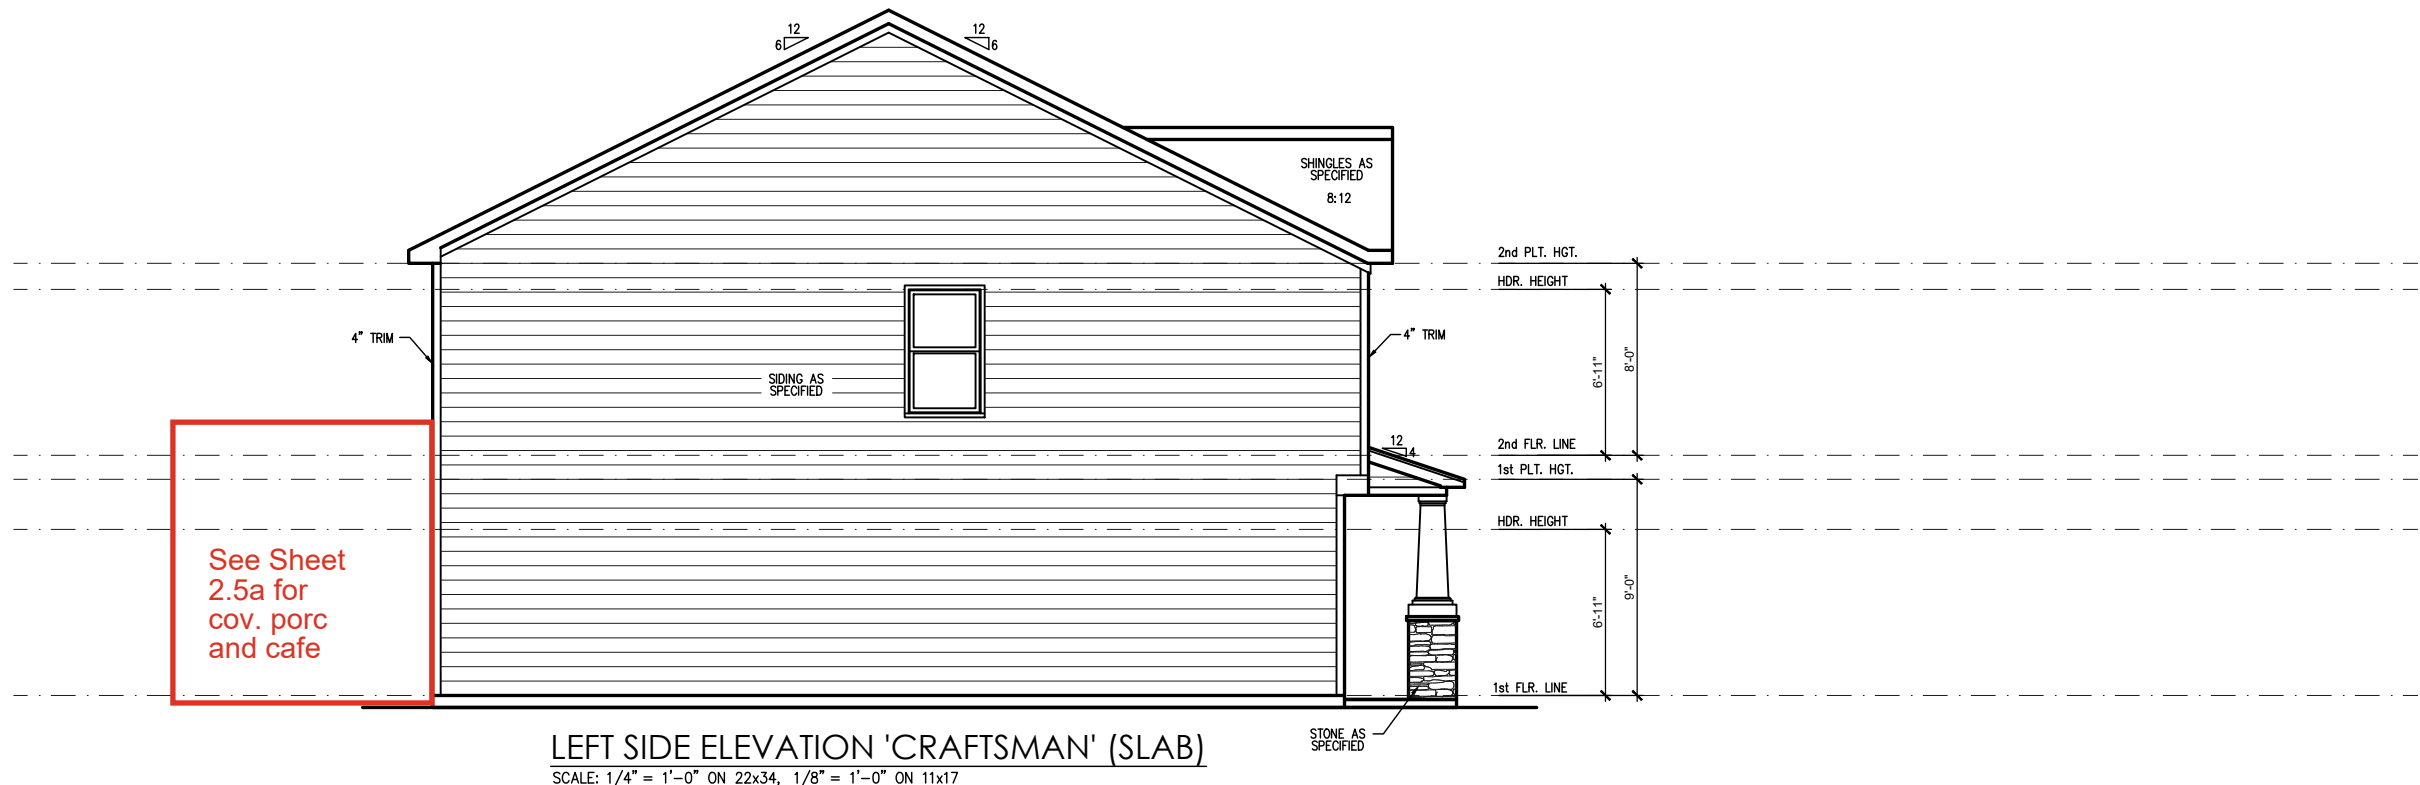 12
6
12
6
SHINGLES AS
SPECIFIED
8:12
2nd PLT. HGT.
HDR. HEIGHT
4" TRIM
4" TRIM
6'-11"
8'-0"
SIDING AS
SPECIFIED
12
4
2nd FLR. LINE
1st PLT. HGT.
HDR. HEIGHT
See Sheet
2.5a for
cov. porc
and cafe
6'-11"
9'-0"
1st FLR. LINE
STONE AS
SPECIFIED
LEFT SIDE ELEVATION 'CRAFTSMAN' (SLAB)
SCALE: 1/4" = 1'-0" ON 22x34, 1/8" = 1'-0" ON 11x17